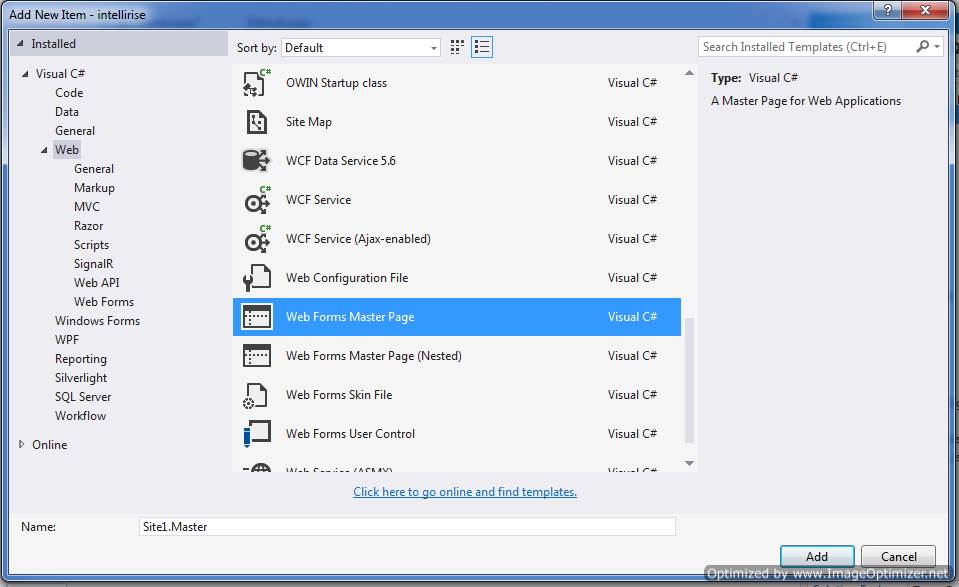 Add New Item - intellirise
?
Installed
Sort by: Default
Search Installed Templates (Ctrl+E)
Visual C#
Code
Data
General
Web
General
Markup
MVC
Razor
Scripts
SignalR
Web API
Web Forms
Windows Forms
WPF
Reporting
Silverlight
SQL Server
Workflow
Online
C# OWIN Startup class Visual C#
Site Map Visual C#
WCF Data Service 5.6 Visual C#
C# WCF Service Visual C#
C# WCF Service (Ajax-enabled) Visual C#
Web Configuration File Visual C#
Web Forms Master Page Visual C#
Web Forms Master Page (Nested) Visual C#
Web Forms Skin File Visual C#
Web Forms User Control Visual C#
Web Service (ASMX) Visual C#
Type: Visual C#
A Master Page for Web Applications
Click here to go online and find templates.
Name: Site1.Master
Add Cancel
Optimized by www.ImageOptimizer.net